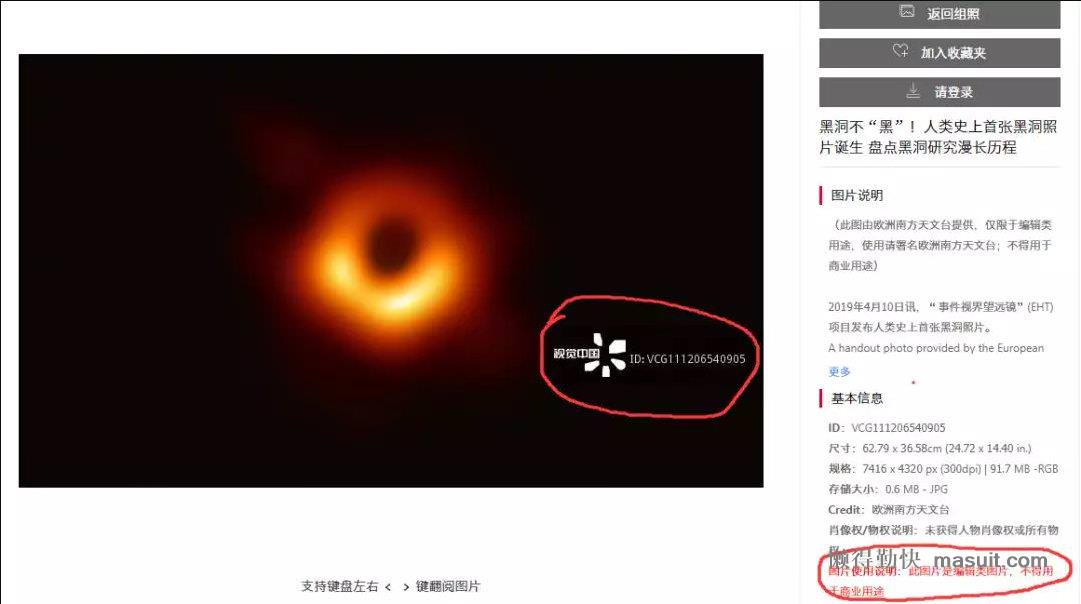 返回组照
加入收藏夹
请登录
黑洞不“黑”！人类史上首张黑洞照
片诞生 盘点黑洞研究漫长历程
图片说明
（此图由欧洲南方天文台提供，仅限于编辑类
用途，使用请署名欧洲南方天文台；不得用于
商业用途）
2019年4月10日讯，“事件视界望远镜”(EHT)
项目发布人类史上首张黑洞照片。
A handout photo provided by the European
更多
基本信息
ID：VCG111206540905
尺寸：62.79 x 36.58cm (24.72 x 14.40 in.)
规格：7416 x 4320 px (300dpi) | 91.7 MB -RGB
存储大小：0.6 MB - JPG
Credit：欧洲南方天文台
肖像权/物权说明：未获得人物肖像权或所有物
懒得勤快 masuit.com
图片使用说明：此图片是编辑类图片，不得用
于商业用途
视觉中国 ID: VCG111206540905
支持键盘左右 < > 键翻阅图片